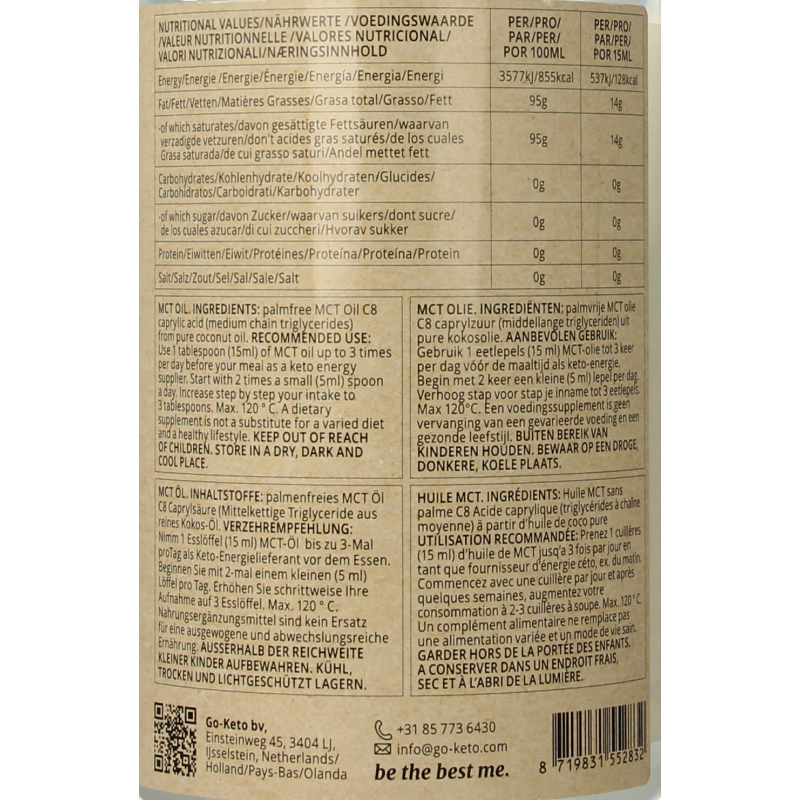 NUTRITIONAL VALUES/NÄHRWERTE /VOEDINGSWAARDE
/VALEUR NUTRITIONNELLE /VALORES NUTRICIONAL/
VALORI NUTRIZIONALI/NÆRINGSINNHOLD
PER/PRO/
PAR/PER/
POR 100ML
PER/PRO/
PAR/PER/
POR 15ML
Energy/Energie /Energie/Énergie/Energía/Energia/Energi 3577kJ/855kcal 537kJ/128kcal
Fat/Fett/Vetten/Matières Grasses/Grasa total/Grasso/Fett 95g 14g
-of which saturates/davon gesättigte Fettsäuren/waarvan
verzadigde vetzuren/don't acides gras saturés/de los cuales
Grasa saturada/de cui grasso saturi/Andel mettet fett
95g 14g
Carbohydrates/Kohlenhydrate/Koolhydraten/Glucides/
Carbohidratos/Carboidrati/Karbohydrater
0g 0g
-of which sugar/davon Zucker/waarvan suikers/dont sucre/
de los cuales azucar/di cui zuccheri/Hvorav sukker
0g 0g
Protein/Eiwitten/Eiwit/Protéines/Proteína/Proteína/Protein 0g 0g
Salt/Salz/Zout/Sel/Sal/Sale/Salt 0g 0g
MCT OIL. INGREDIENTS: palmfree MCT Oil C8
caprylic acid (medium chain triglycerides)
from pure coconut oil. RECOMMENDED USE:
Use 1 tablespoon (15ml) of MCT oil up to 3 times
per day before your meai as a keto energy
supplier. Start with 2 times a small (5ml) spoon
a day. Increase step by step your intake to
3 tablespoons. Max. 120 ° C. A dietary
supplement is not a substitute for a varied diet
and a healthy lifestyle. KEEP OUT OF REACH
OF CHILDREN. STORE IN A DRY, DARK AND
COOL PLACE.
MCT OLIE. INGREDIËNTEN: palmvrije MCT olie
C8 caprylzuur (middellange triglyceriden) uit
pure kokosolie. AANBEVOLEN GEBRUIK:
Gebruik 1 eetlepels (15 ml) MCT-olie tot 3 keer
per dag vóór de maaltijd als keto-energie.
Begin met 2 keer een kleine (5 ml) lepel per dag.
Verhoog stap voor stap je inname tot 3 eetlepels.
Max 120°C. Een voedingssupplement is geen
vervanging van een gevarieerde voeding en een
gezonde leefstijl. BUITEN BEREIK VAN
KINDEREN HOUDEN. BEWAAR OP EEN DROGE,
DONKERE, KOELE PLAATS.
MCT ÖL. INHALTSTOFFE: palmenfreies MCT Öl
C8 Caprylsäure (Mittelkettige Triglyceride aus
reines Kokos-Öl. VERZEHREMPFEHLUNG:
Nimm 1 Esslöffel (15 ml) MCT-Öl bis zu 3-Mal
proTag als Keto-Energielieferant vor dem Essen.
Beginnen Sie mit 2-mal einem kleinen (5 ml)
Löffel pro Tag. Erhöhen Sie schrittweise Ihre
Aufnahme auf 3 Esslöffel. Max. 120 ° C.
Nahrungsergänzungsmittel sind kein Ersatz
für eine ausgewogene und abwechslungsreiche
Ernährung. AUSSERHALB DER REICHWEITE
KLEINER KINDER AUFBEWAHREN. KÜHL,
TROCKEN UND LICHTGESCHÜTZT LAGERN.
HUILE MCT. INGRÉDIENTS: Huile MCT sans
palme C8 Acide caprylique (triglycérides à chaîne
moyenne) à partir d'huile de coco pure
UTILISATION RECOMMANDÉE: Prenez 1 cuillères
(15 ml) d'huile de MCT jusq'a 3 fois par jour en
tant que fournisseur d'énergie céto, ex. du matin.
Commencez avec une cuillère par jour et après
quelques semaines, augmentez votre
consommation à 2-3 cuillères à soupe. Max. 120 ° C
Un complément alimentaire ne remplace pas
une alimentation variée et un mode de vie sain.
GARDER HORS DE LA PORTÉE DES ENFANTS.
A CONSERVER DANS UN ENDROIT FRAIS,
SEC ET À L'ABRI DE LA LUMIÈRE.
Go-Keto bv,
Einsteinweg 45, 3404 LJ,
IJsselstein, Netherlands/
Holland/Pays-Bas/Olanda
+31 85 773 6430
info@go-keto.com
be the best me.
8 719831 552832